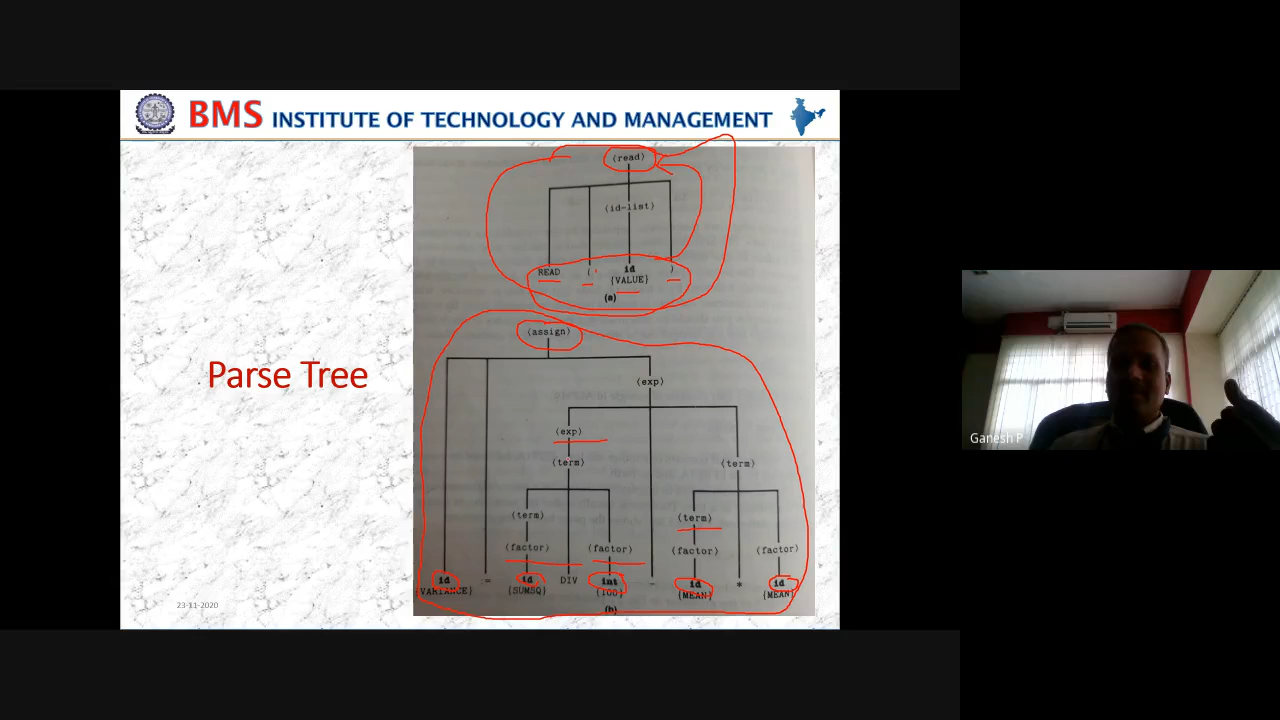 BMS INSTITUTE OF TECHNOLOGY AND MANAGEMENT
Parse Tree
⟨read⟩
⟨id-list⟩
READ ( id )
{VALUE}
(a)
⟨assign⟩
⟨exp⟩
⟨exp⟩
⟨term⟩ ⟨term⟩
⟨term⟩ ⟨term⟩
⟨factor⟩ ⟨factor⟩ ⟨factor⟩ ⟨factor⟩
id := id DIV int - id * id
{VARIANCE} {SUMSQ} {100} {MEAN} {MEAN}
(b)
23-11-2020
Ganesh P